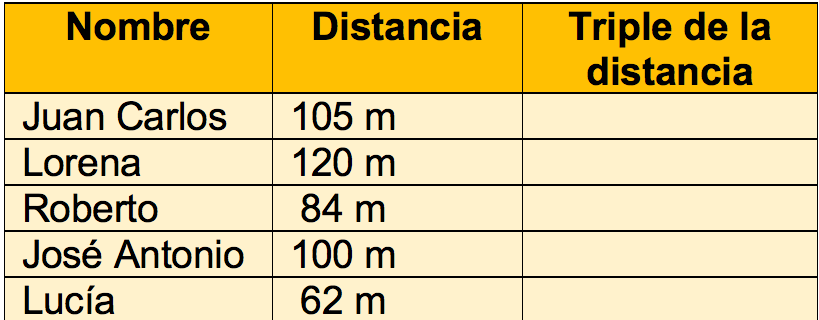 Nombre Distancia Triple de la
distancia
Juan Carlos 105 m
Lorena 120 m
Roberto 84 m
José Antonio 100 m
Lucía 62 m